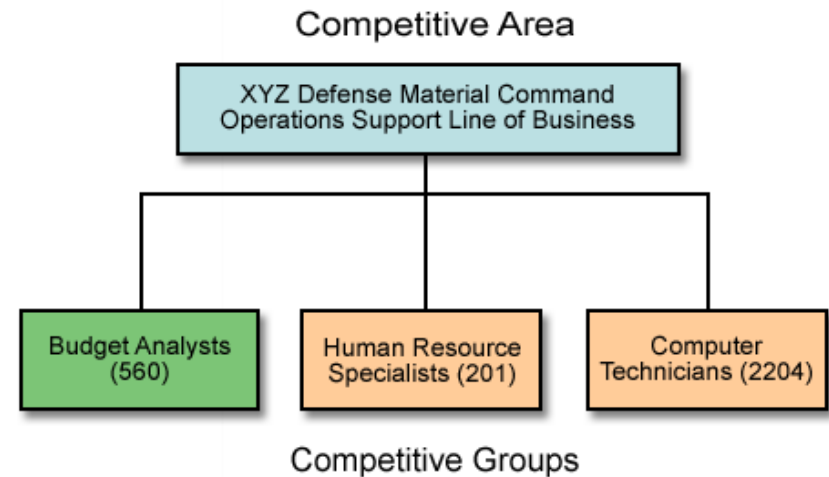 Competitive Area
XYZ Defense Material Command
Operations Support Line of Business
Budget Analysts
(560)
Human Resource
Specialists (201)
Computer
Technicians (2204)
Competitive Groups